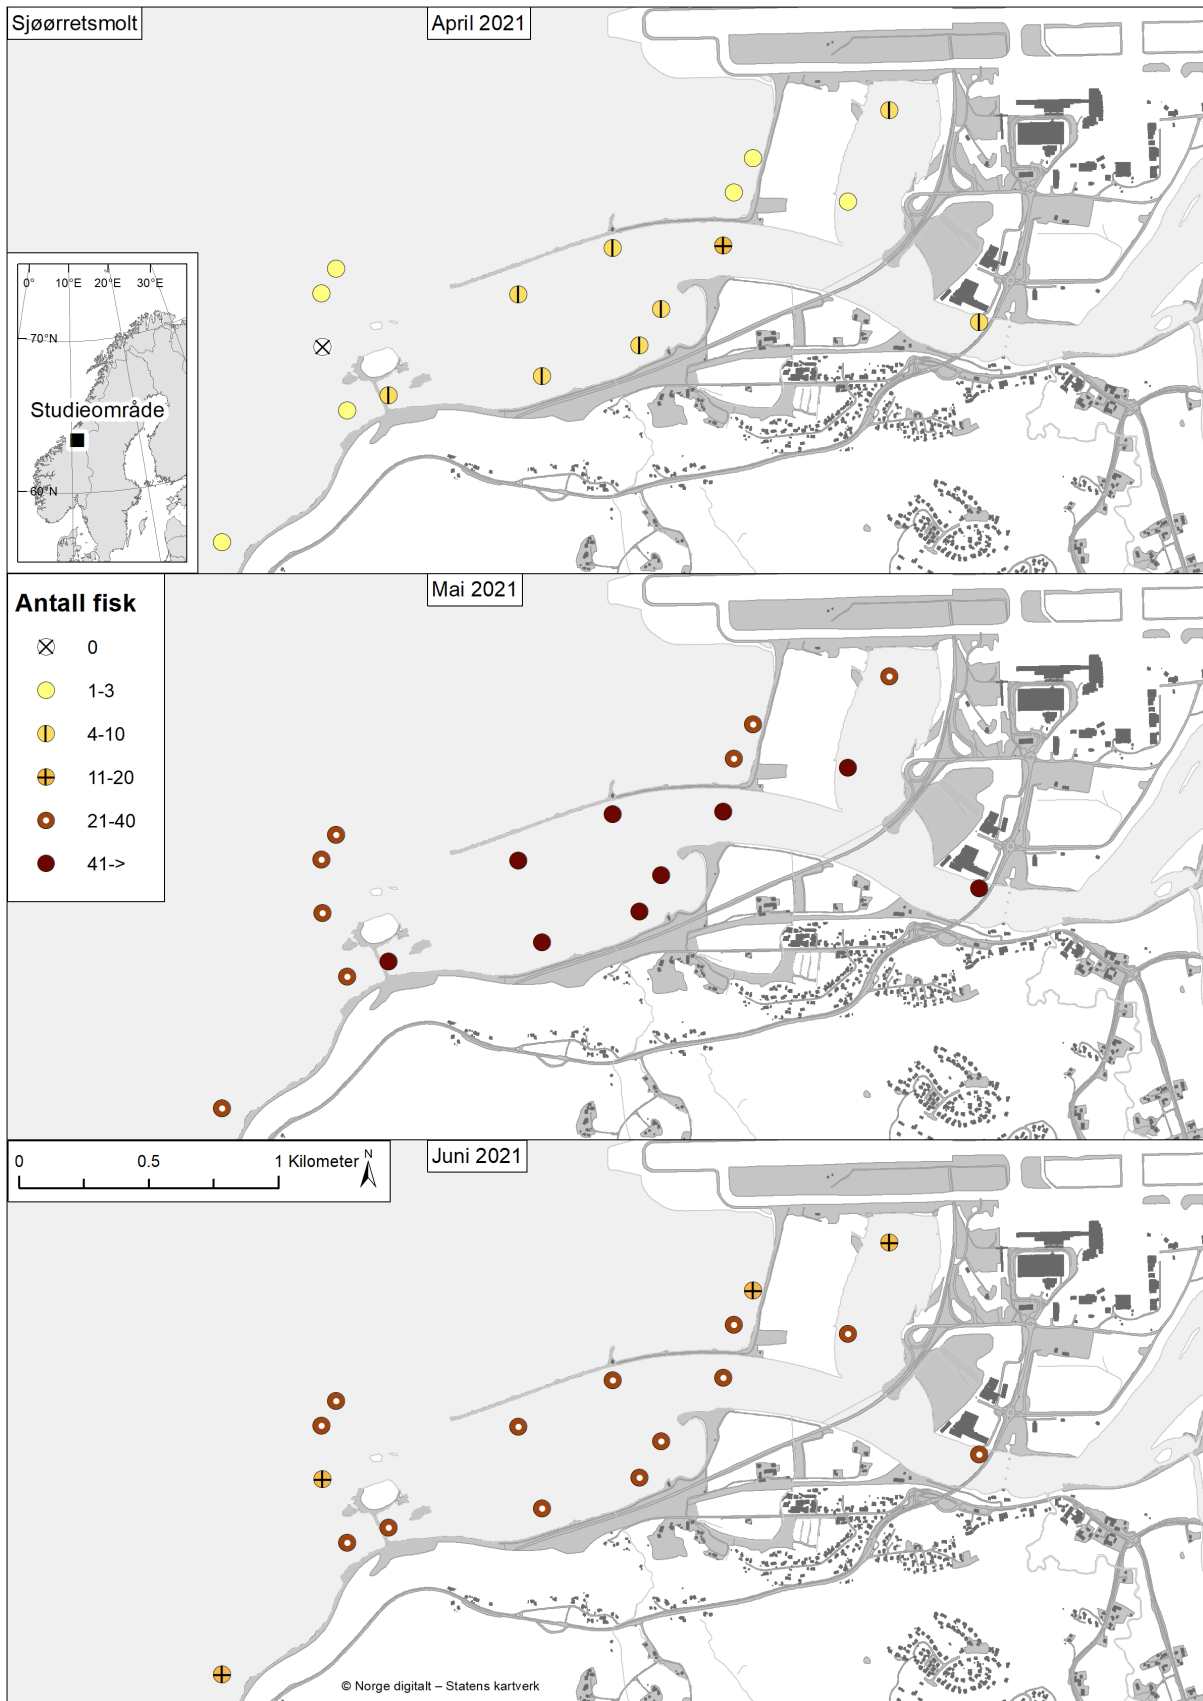 Sjøørretsmolt
April 2021
0° 10°E 20°E 30°E
70°N
Studieområde
60°N
Mai 2021
Antall fisk
0
1-3
4-10
11-20
21-40
41->
Juni 2021
0 0.5 1 Kilometer N
© Norge digitalt – Statens kartverk